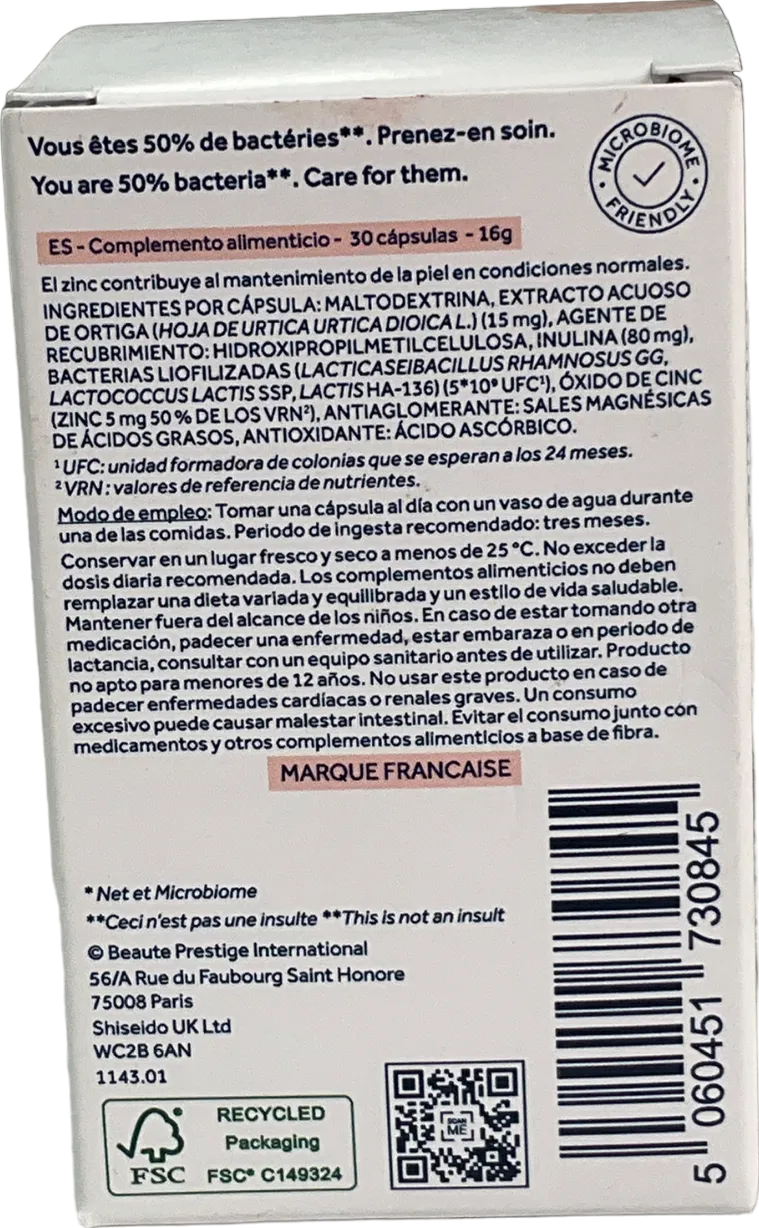 Vous êtes 50% de bactéries**. Prenez-en soin.
You are 50% bacteria**. Care for them.
MICROBIOME
FRIENDLY
ES - Complemento alimenticio - 30 cápsulas - 16g
El zinc contribuye al mantenimiento de la piel en condiciones normales.
INGREDIENTES POR CÁPSULA: MALTODEXTRINA, EXTRACTO ACUOSO
DE ORTIGA (HOJA DE URTICA URTICA DIOICA L.) (15 mg), AGENTE DE
RECUBRIMIENTO: HIDROXIPROPILMETILCELULOSA, INULINA (80 mg),
BACTERIAS LIOFILIZADAS (LACTICASEIBACILLUS RHAMNOSUS GG,
LACTOCOCCUS LACTIS SSP, LACTIS HA-136) (5*10⁹ UFC¹), ÓXIDO DE CINC
(ZINC 5 mg 50 % DE LOS VRN²), ANTIAGLOMERANTE: SALES MAGNÉSICAS
DE ÁCIDOS GRASOS, ANTIOXIDANTE: ÁCIDO ASCÓRBICO.
¹ UFC: unidad formadora de colonias que se esperan a los 24 meses.
² VRN: valores de referencia de nutrientes.
Modo de empleo: Tomar una cápsula al día con un vaso de agua durante
una de las comidas. Periodo de ingesta recomendado: tres meses.
Conservar en un lugar fresco y seco a menos de 25 °C. No exceder la
dosis diaria recomendada. Los complementos alimenticios no deben
remplazar una dieta variada y equilibrada y un estilo de vida saludable.
Mantener fuera del alcance de los niños. En caso de estar tomando otra
medicación, padecer una enfermedad, estar embaraza o en periodo de
lactancia, consultar con un equipo sanitario antes de utilizar. Producto
no apto para menores de 12 años. No usar este producto en caso de
padecer enfermedades cardíacas o renales graves. Un consumo
excesivo puede causar malestar intestinal. Evitar el consumo junto con
medicamentos y otros complementos alimenticios a base de fibra.
MARQUE FRANCAISE
* Net et Microbiome
**Ceci n'est pas une insulte **This is not an insult
© Beaute Prestige International
56/A Rue du Faubourg Saint Honore
75008 Paris
Shiseido UK Ltd
WC2B 6AN
1143.01
RECYCLED
Packaging
FSC FSC® C149324
SCAN
ME
5 060451 730845